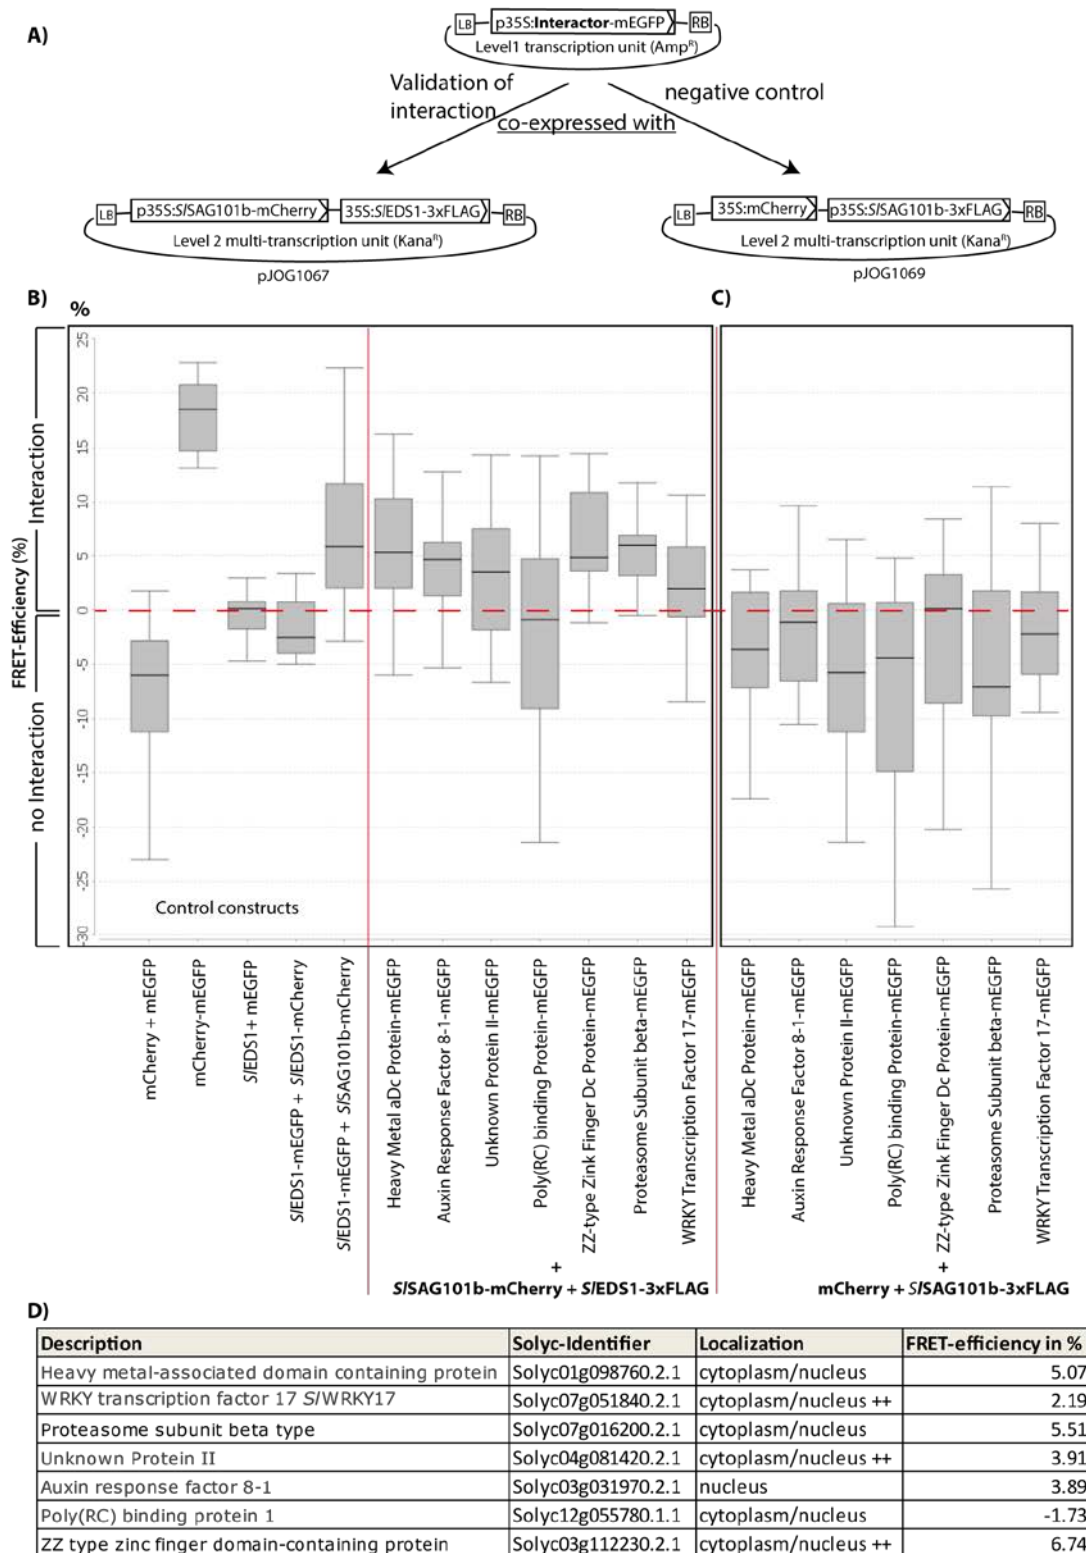 A)
LB
p35S:Interactor-mEGFP
RB
Level1 transcription unit (AmpR)
Validation of
interaction
negative control
co-expressed with
LB
p35S:SlSAG101b-mCherry
35S:SlEDS1-3xFLAG
RB
Level 2 multi-transcription unit (KanaR)
pJOG1067
LB
35S:mCherry
p35S:SlSAG101b-3xFLAG
RB
Level 2 multi-transcription unit (KanaR)
pJOG1069
B)
%
C)
FRET-Efficiency (%)
Interaction
no Interaction
25
20
15
10
5
0
-5
-10
-15
-20
-25
-30
Control constructs
mCherry + mEGFP
mCherry-mEGFP
SlEDS1+ mEGFP
SlEDS1-mEGFP + SlEDS1-mCherry
SlEDS1-mEGFP + SlSAG101b-mCherry
Heavy Metal aDc Protein-mEGFP
Auxin Response Factor 8-1-mEGFP
Unknown Protein II-mEGFP
Poly(RC) binding Protein-mEGFP
ZZ-type Zink Finger Dc Protein-mEGFP
Proteasome Subunit beta-mEGFP
WRKY Transcription Factor 17-mEGFP
+
SlSAG101b-mCherry + SlEDS1-3xFLAG
Heavy Metal aDc Protein-mEGFP
Auxin Response Factor 8-1-mEGFP
Unknown Protein II-mEGFP
Poly(RC) binding Protein-mEGFP
ZZ-type Zink Finger Dc Protein-mEGFP
Proteasome Subunit beta-mEGFP
WRKY Transcription Factor 17-mEGFP
+
mCherry + SlSAG101b-3xFLAG
D)
Description Solyc-Identifier Localization FRET-efficiency in %
Heavy metal-associated domain containing protein Solyc01g098760.2.1 cytoplasm/nucleus 5.07
WRKY transcription factor 17 SlWRKY17 Solyc07g051840.2.1 cytoplasm/nucleus ++ 2.19
Proteasome subunit beta type Solyc07g016200.2.1 cytoplasm/nucleus 5.51
Unknown Protein II Solyc04g081420.2.1 cytoplasm/nucleus ++ 3.91
Auxin response factor 8-1 Solyc03g031970.2.1 nucleus 3.89
Poly(RC) binding protein 1 Solyc12g055780.1.1 cytoplasm/nucleus -1.73
ZZ type zinc finger domain-containing protein Solyc03g112230.2.1 cytoplasm/nucleus ++ 6.74